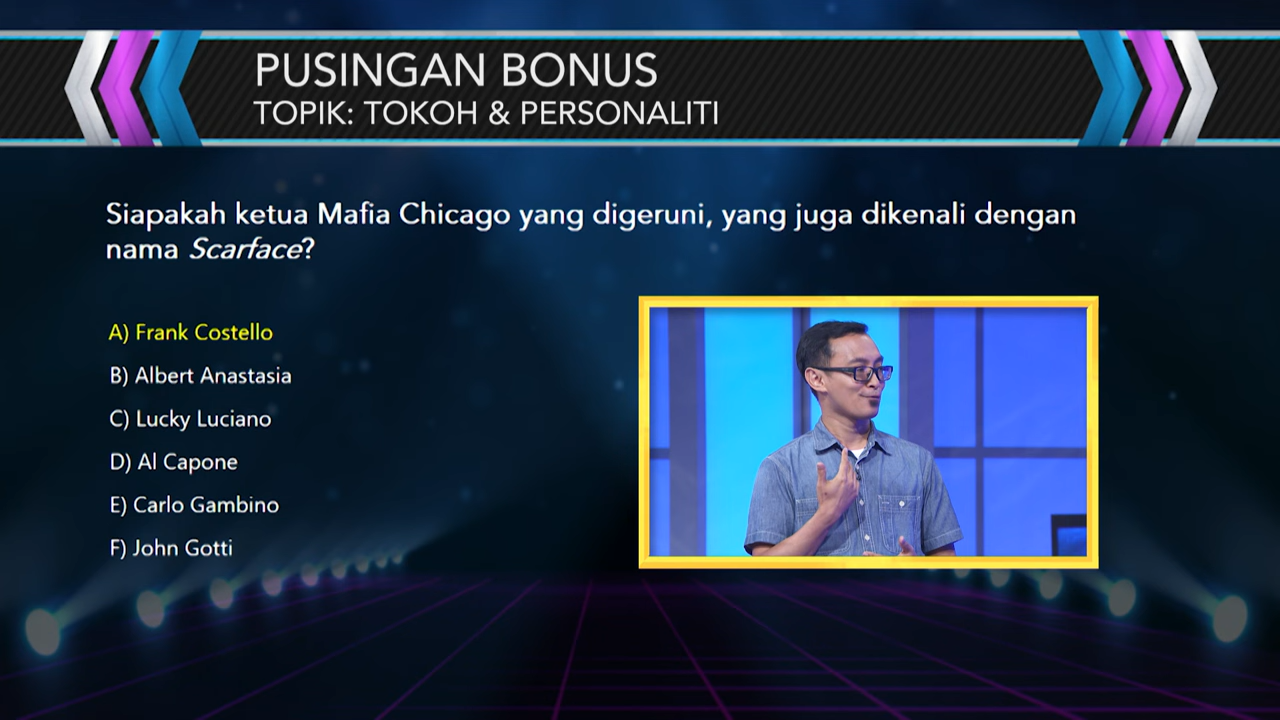 PUSINGAN BONUS
TOPIK: TOKOH & PERSONALITI
Siapakah ketua Mafia Chicago yang digeruni, yang juga dikenali dengan
nama Scarface?
A) Frank Costello
B) Albert Anastasia
C) Lucky Luciano
D) Al Capone
E) Carlo Gambino
F) John Gotti